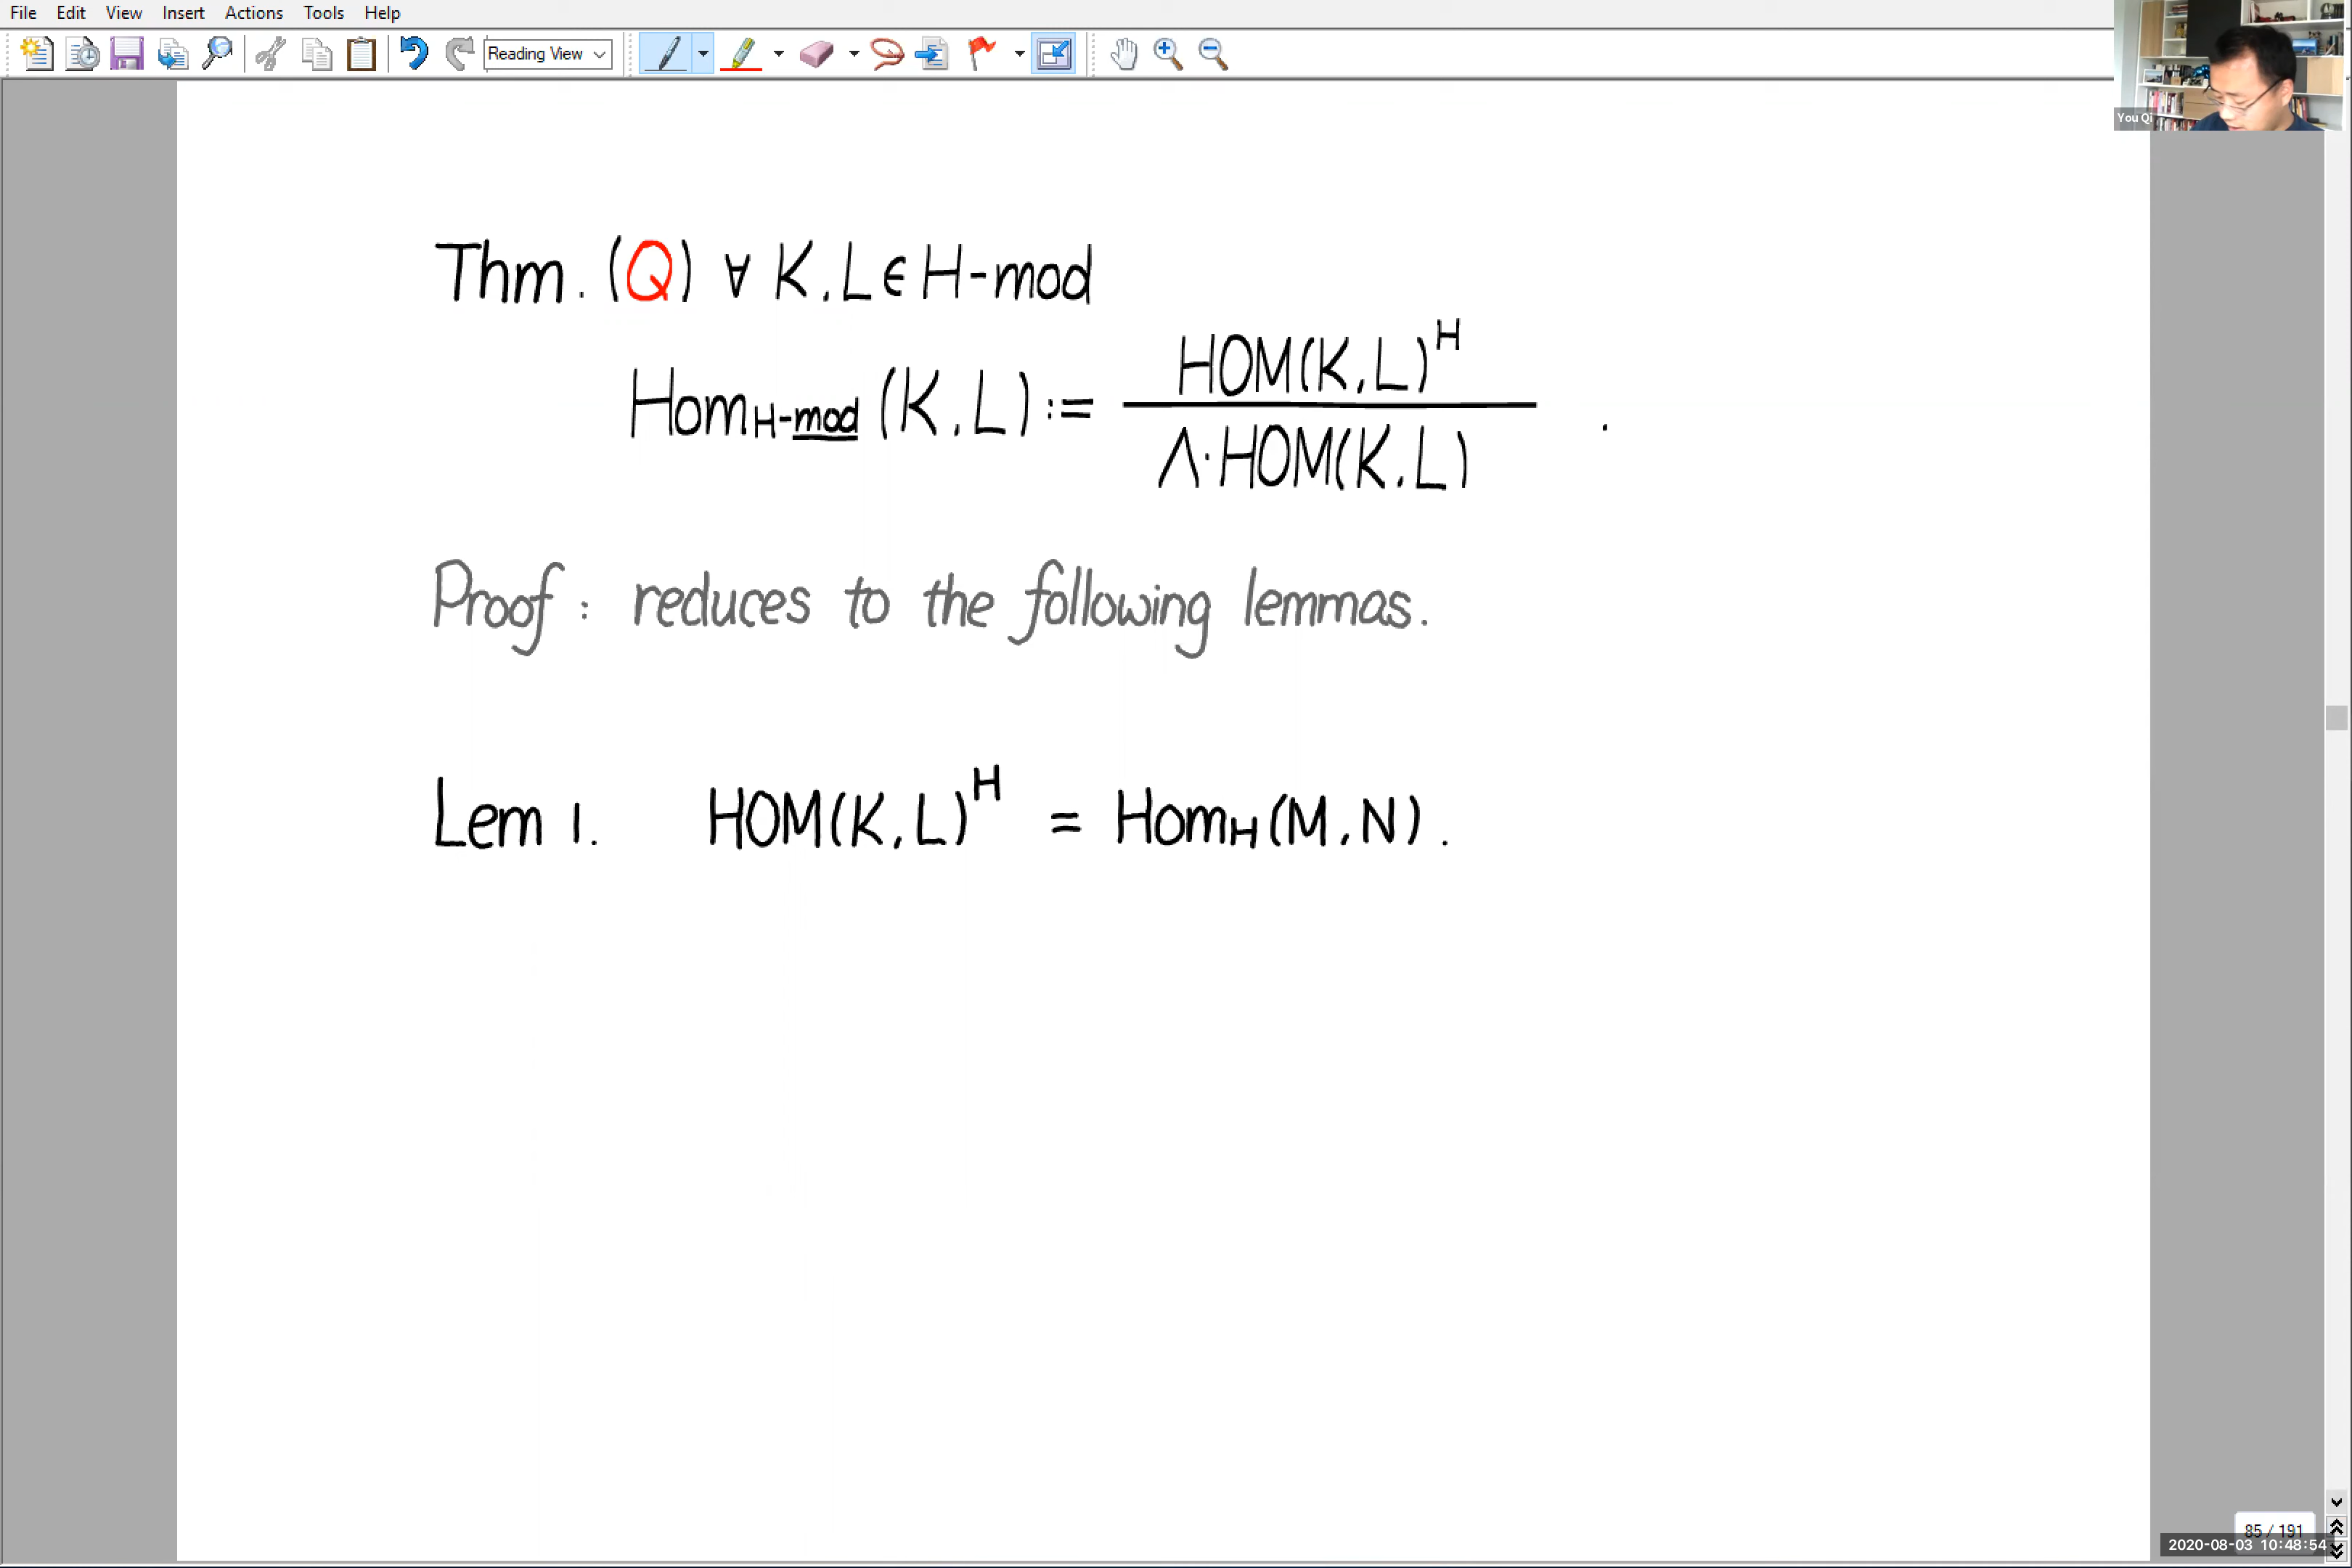 File Edit View Insert Actions Tools Help
Reading View
You Qi
Thm. (Q) ∀ K, L ∈ H-mod
Hom_{H-mod} (K, L) := HOM(K, L)^H / Λ·HOM(K, L) .
Proof : reduces to the following lemmas.
Lem 1. HOM(K, L)^H = Hom_H (M, N).
85 / 191
2020-08-03 10:48:54